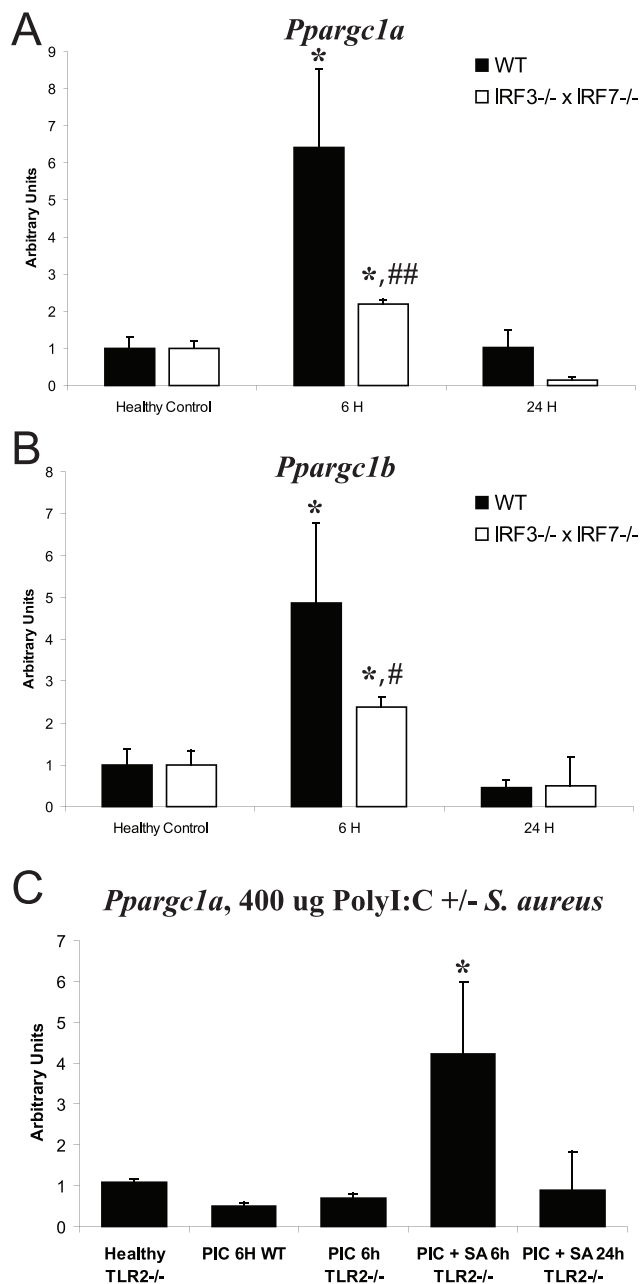 A
Ppargc1a
9
8
7
6
5
4
3
2
1
0
Arbitrary Units
*
*,##
WT
IRF3-/- x IRF7-/-
Healthy Control 6 H 24 H
B
Ppargc1b
8
7
6
5
4
3
2
1
0
Arbitrary Units
*
*,#
WT
IRF3-/- x IRF7-/-
Healthy Control 6 H 24 H
C
Ppargc1a, 400 ug PolyI:C +/- S. aureus
7
6
5
4
3
2
1
0
Arbitrary Units
*
Healthy PIC 6H WT PIC 6h PIC + SA 6h PIC + SA 24h
TLR2-/- TLR2-/- TLR2-/- TLR2-/-